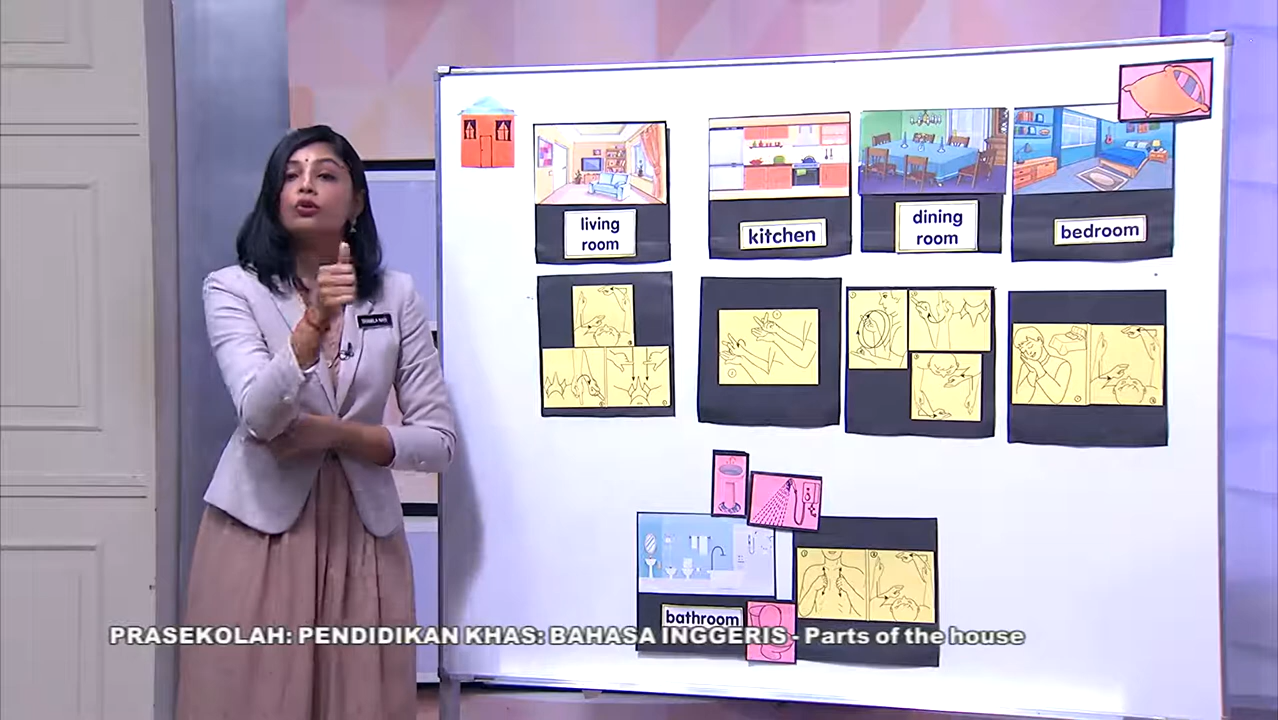 living
room
kitchen
dining
room
bedroom
bathroom
PRASEKOLAH: PENDIDIKAN KHAS: BAHASA INGGERIS - Parts of the house